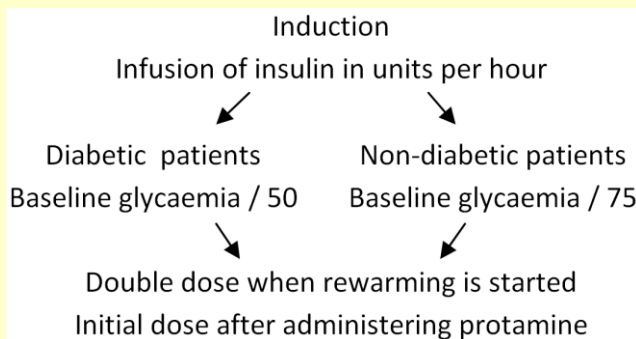 Induction
Infusion of insulin in units per hour
Diabetic patients
Baseline glycaemia / 50
Non-diabetic patients
Baseline glycaemia / 75
Double dose when rewarming is started
Initial dose after administering protamine